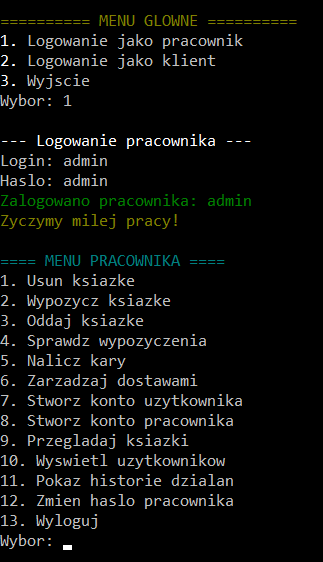 ========== MENU GLOWNE ==========
1. Logowanie jako pracownik
2. Logowanie jako klient
3. Wyjscie
Wybor: 1
--- Logowanie pracownika ---
Login: admin
Haslo: admin
Zalogowano pracownika: admin
Zyczymy milej pracy!
==== MENU PRACOWNIKA ====
1. Usun ksiazke
2. Wypozycz ksiazke
3. Oddaj ksiazke
4. Sprawdz wypozyczenia
5. Nalicz kary
6. Zarzadzaj dostawami
7. Stworz konto uzytkownika
8. Stworz konto pracownika
9. Przegladaj ksiazki
10. Wyswietl uzytkownikow
11. Pokaz historie dzialan
12. Zmien haslo pracownika
13. Wyloguj
Wybor: